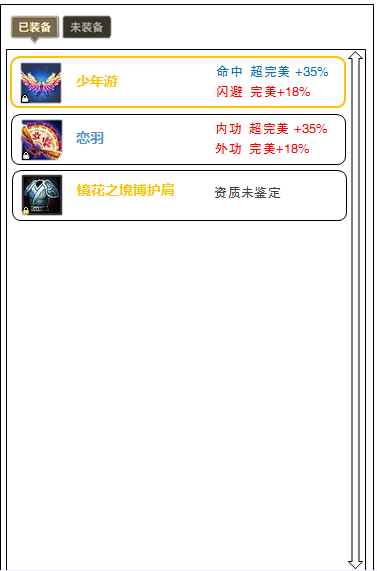 已装备 未装备
少年游 命中 超完美 +35%
闪避 完美+18%
恋羽 内功 超完美 +35%
外功 完美+18%
镜花之境博护肩 资质未鉴定